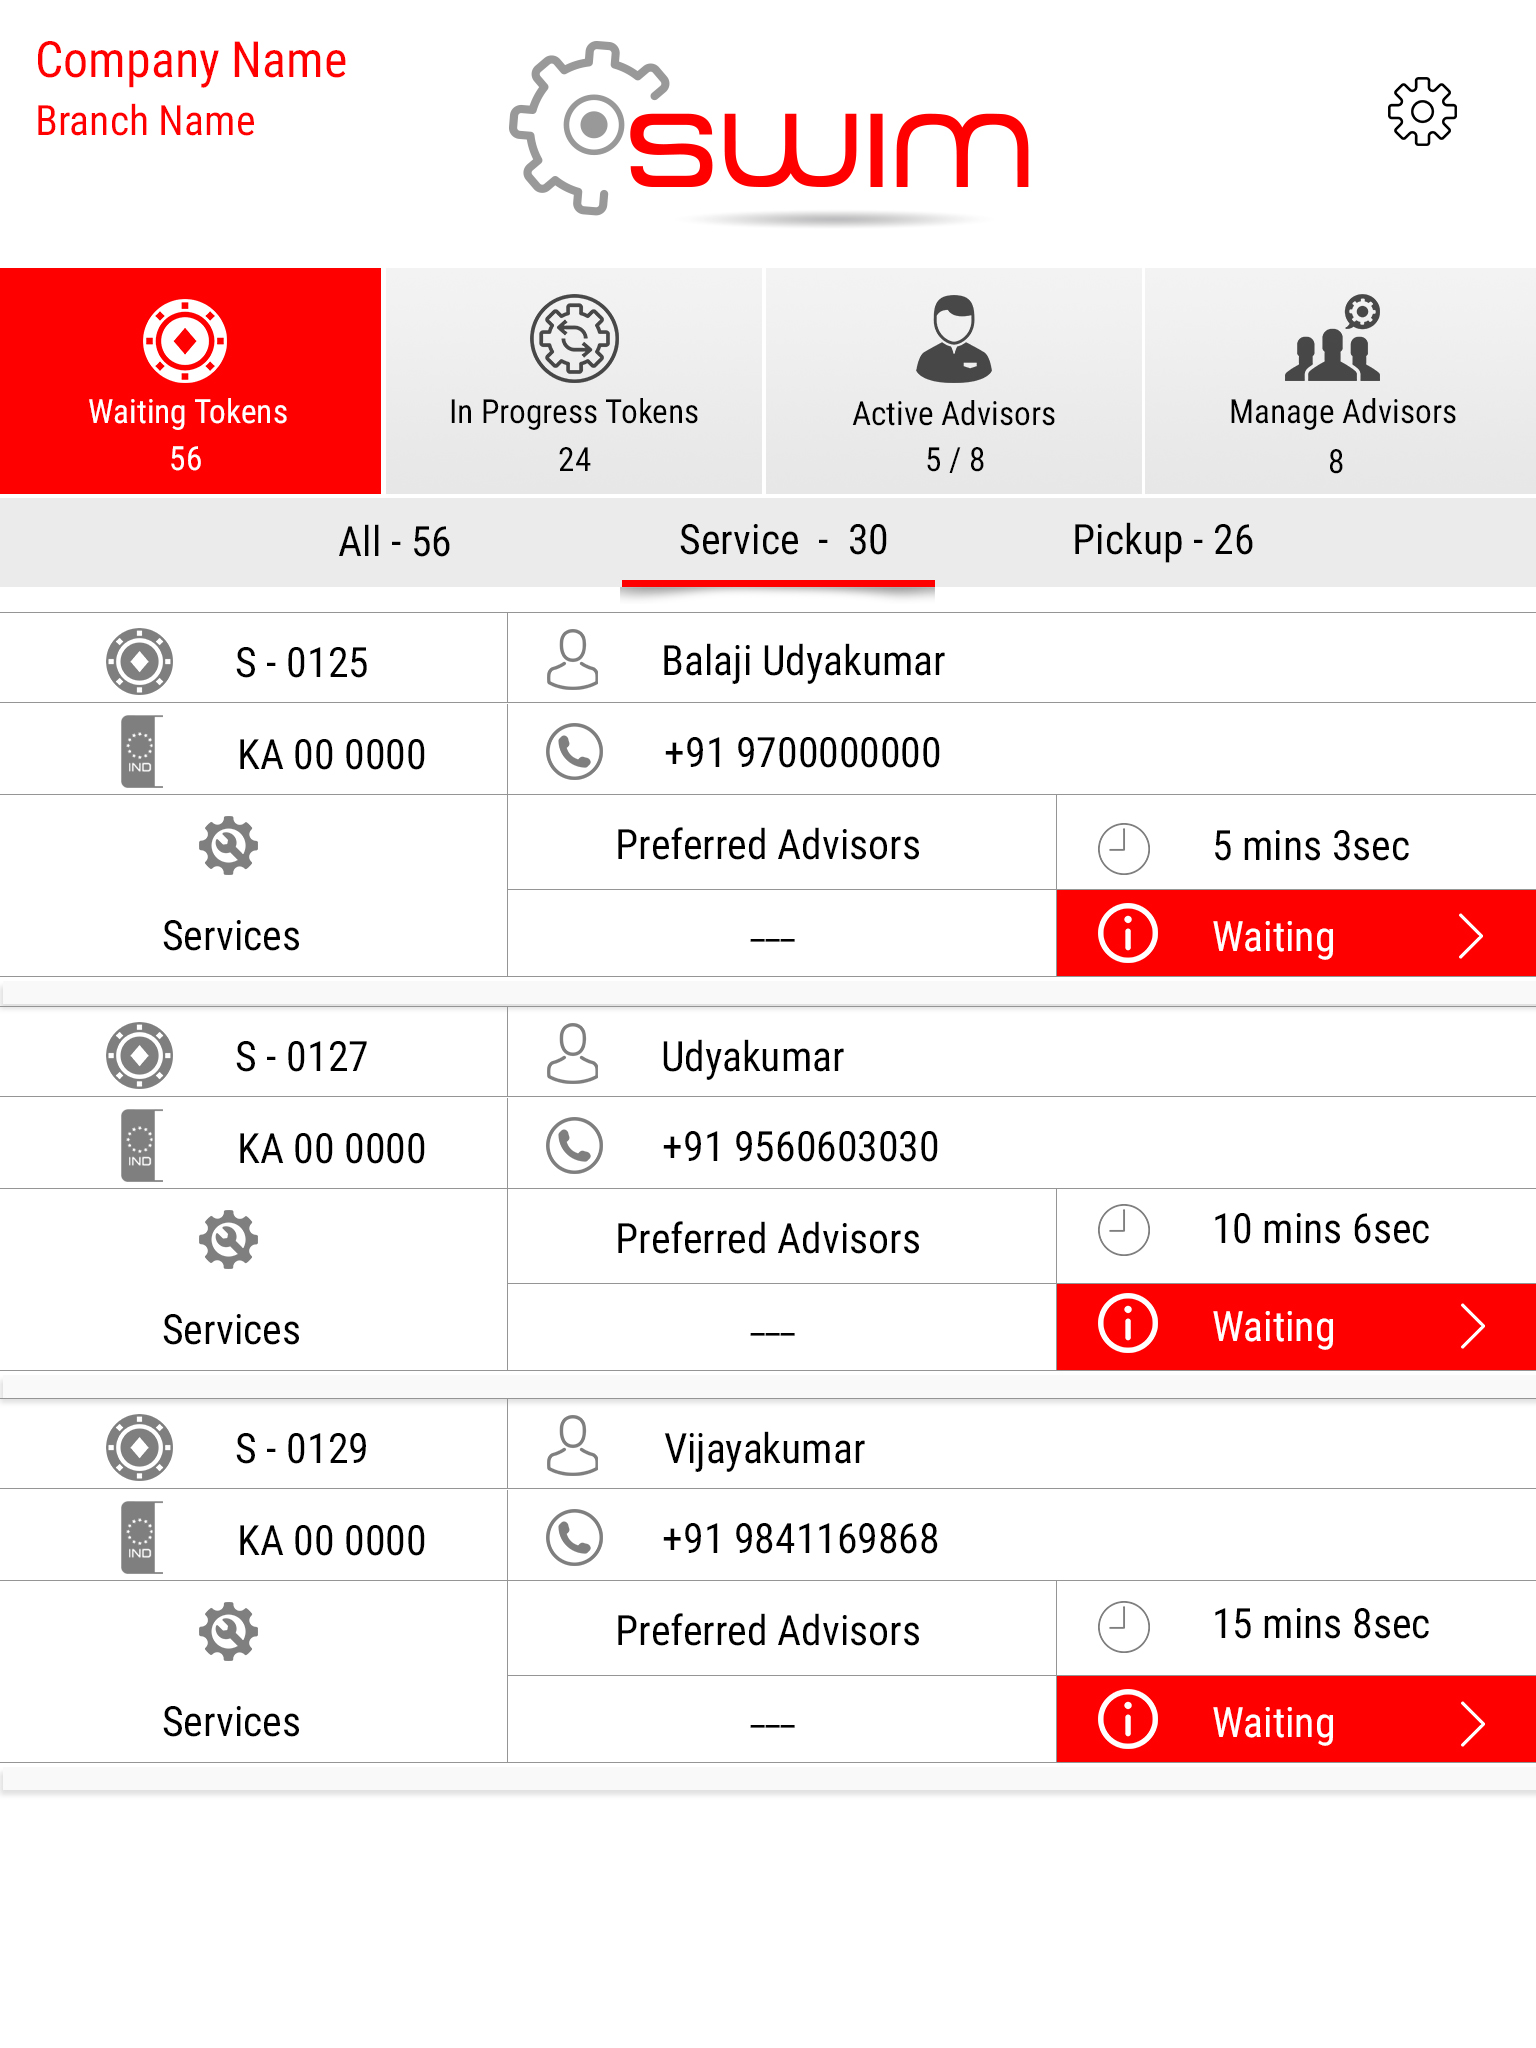 Company Name
Branch Name
swim
Waiting Tokens
56
In Progress Tokens
24
Active Advisors
5 / 8
Manage Advisors
8
All - 56
Service - 30
Pickup - 26
S - 0125
Balaji Udyakumar
IND
KA 00 0000
+91 9700000000
Services
Preferred Advisors
---
5 mins 3sec
Waiting
S - 0127
Udyakumar
IND
KA 00 0000
+91 9560603030
Services
Preferred Advisors
---
10 mins 6sec
Waiting
S - 0129
Vijayakumar
IND
KA 00 0000
+91 9841169868
Services
Preferred Advisors
---
15 mins 8sec
Waiting